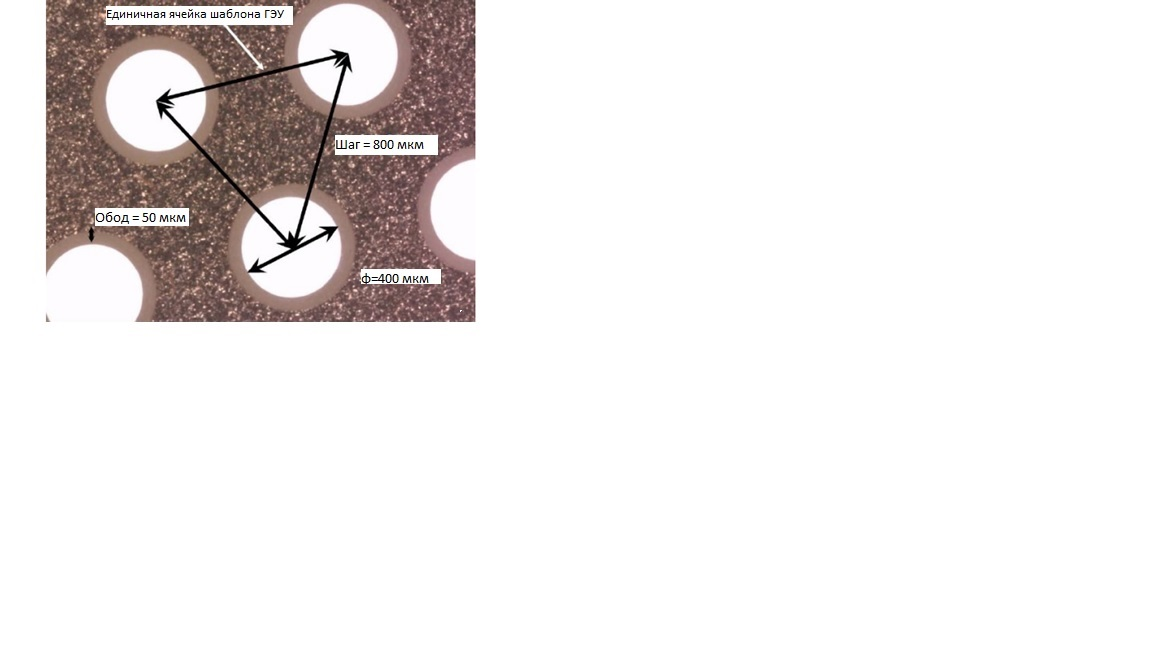 Единичная ячейка шаблона ГЭУ
Шаг = 800 мкм
Обод = 50 мкм
ф=400 мкм